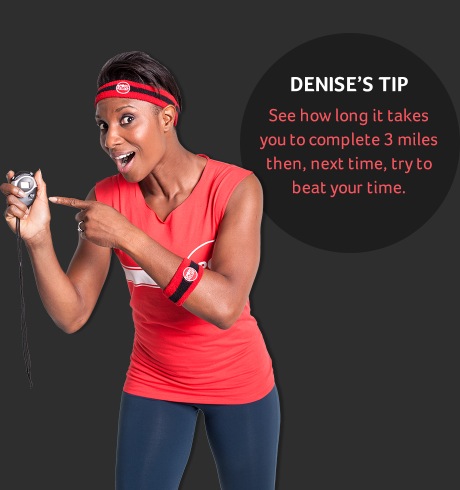 DENISE'S TIP
See how long it takes
you to complete 3 miles
then, next time, try to
beat your time.